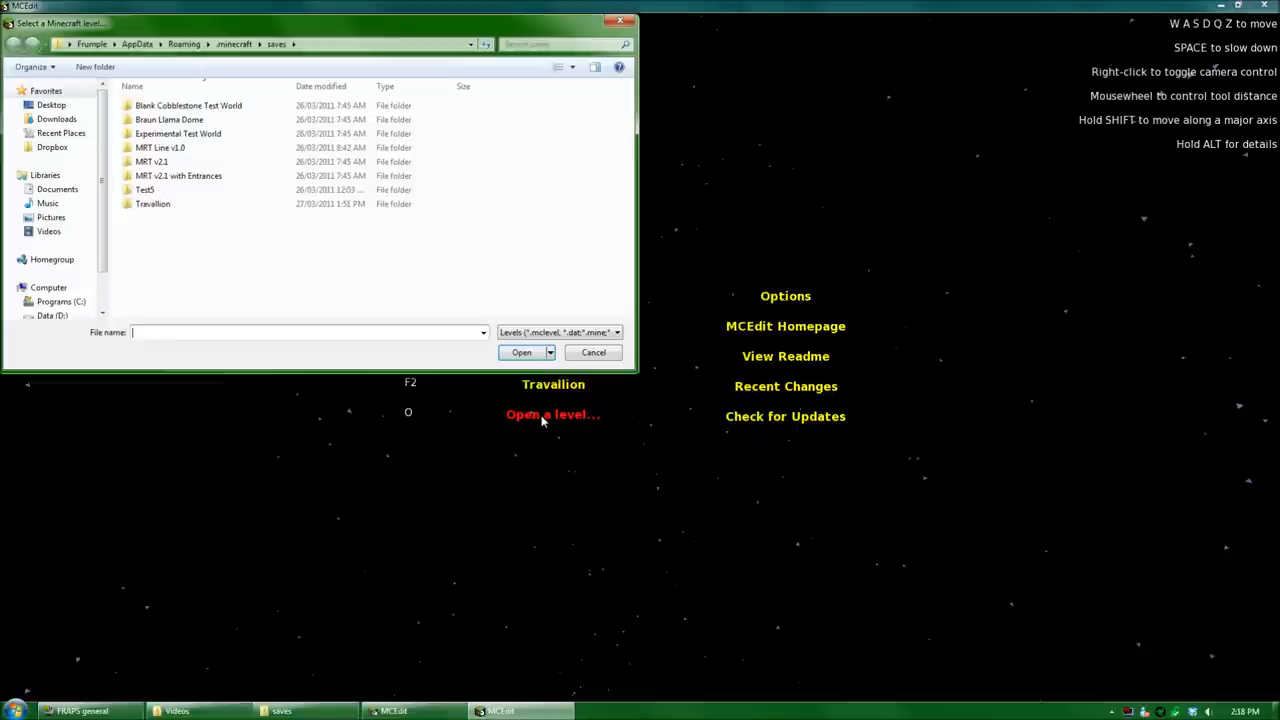 MCEdit
Select a Minecraft level....
Frumple AppData Roaming .minecraft saves
Organize New folder
Name Date modified Type Size
Favorites
Desktop
Downloads
Recent Places
Dropbox
Libraries
Documents
Music
Pictures
Videos
Homegroup
Computer
Programs (C:)
Data (D:)
Blank Cobblestone Test World 26/03/2011 7:45 AM File folder
Braun Llama Dome 26/03/2011 7:45 AM File folder
Experimental Test World 26/03/2011 7:45 AM File folder
MRT Line v1.0 26/03/2011 8:42 AM File folder
MRT v2.1 26/03/2011 7:45 AM File folder
MRT v2.1 with Entrances 26/03/2011 7:45 AM File folder
Test5 26/03/2011 12:03 ... File folder
Travallion 27/03/2011 1:51 PM File folder
File name: Levels (*.mclevel, *.dat;*.mine;*
Open Cancel
W A S D Q Z to move
SPACE to slow down
Right-click to toggle camera control
Mousewheel to control tool distance
Hold SHIFT to move along a major axis
Hold ALT for details
F2 Travallion
O Open a level...
Options
MCEdit Homepage
View Readme
Recent Changes
Check for Updates
FRAPS general Videos saves MCEdit MCEdit 2:18 PM